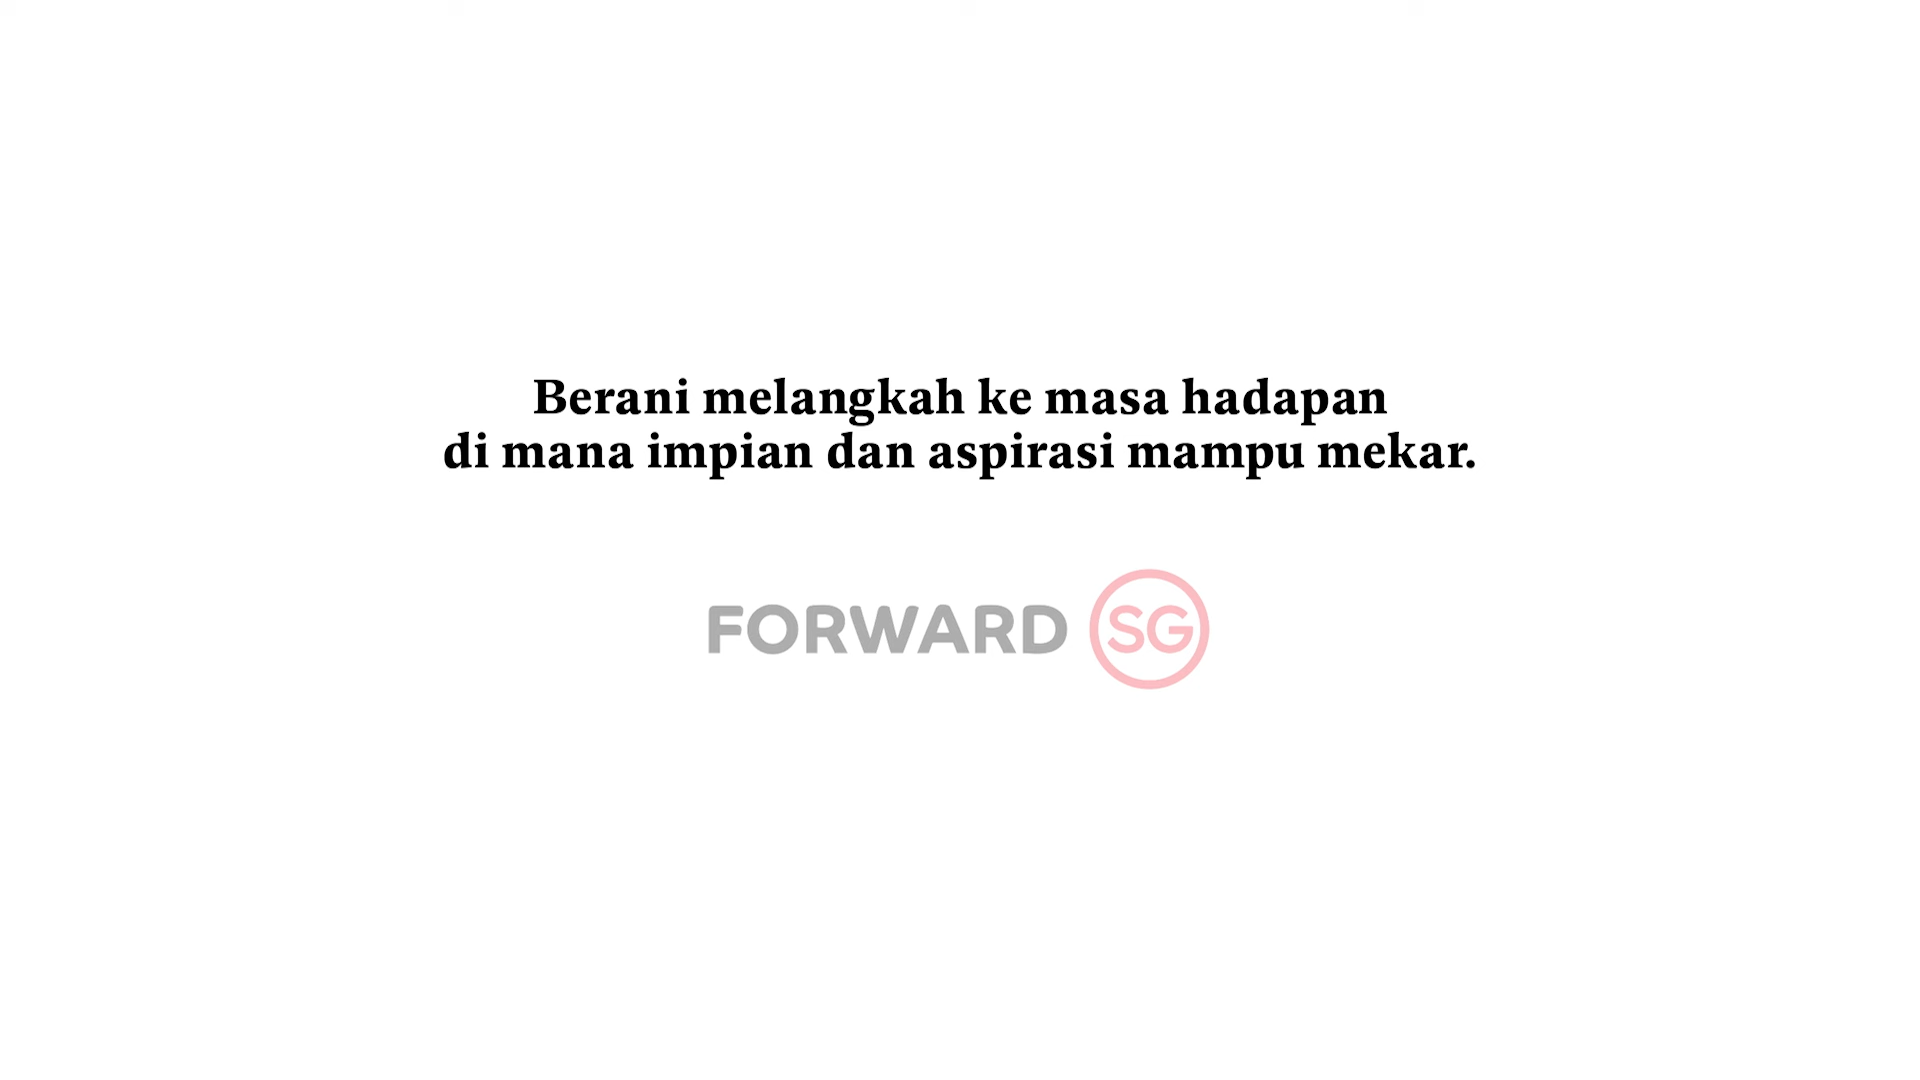 Berani melangkah ke masa hadapan
di mana impian dan aspirasi mampu mekar.
FORWARD SG